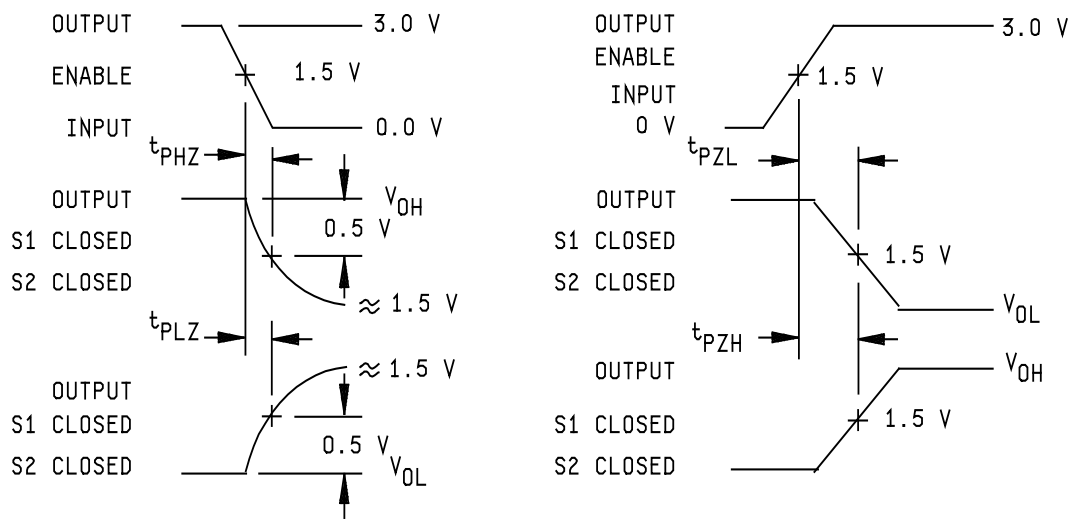 OUTPUT
3.0 V
ENABLE
1.5 V
INPUT
0.0 V
tPHZ
OUTPUT
VOH
0.5 V
S1 CLOSED
S2 CLOSED
≈ 1.5 V
tPLZ
≈ 1.5 V
OUTPUT
S1 CLOSED
0.5 V
S2 CLOSED
VOL
OUTPUT
3.0 V
ENABLE
1.5 V
INPUT
0 V
tPZL
OUTPUT
S1 CLOSED
1.5 V
S2 CLOSED
VOL
tPZH
OUTPUT
VOH
S1 CLOSED
1.5 V
S2 CLOSED